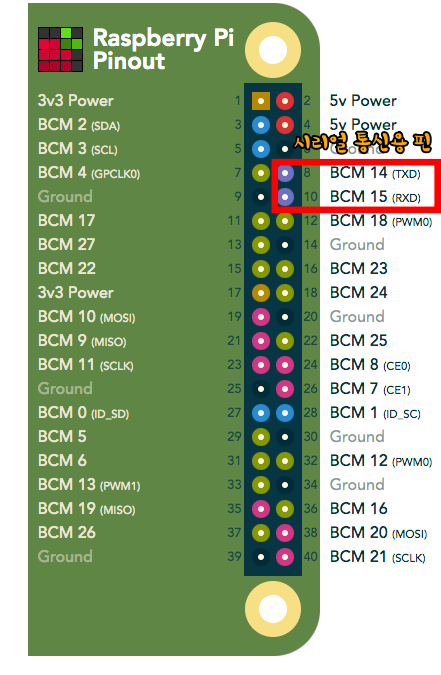 Raspberry Pi
Pinout
3v3 Power 1 2 5v Power
BCM 2 (SDA) 3 4 5v Power
시리얼 통신용 핀
BCM 3 (SCL) 5 6 Ground
BCM 4 (GPCLK0) 7 8 BCM 14 (TXD)
Ground 9 10 BCM 15 (RXD)
BCM 17 11 12 BCM 18 (PWM0)
BCM 27 13 14 Ground
BCM 22 15 16 BCM 23
3v3 Power 17 18 BCM 24
BCM 10 (MOSI) 19 20 Ground
BCM 9 (MISO) 21 22 BCM 25
BCM 11 (SCLK) 23 24 BCM 8 (CE0)
Ground 25 26 BCM 7 (CE1)
BCM 0 (ID_SD) 27 28 BCM 1 (ID_SC)
BCM 5 29 30 Ground
BCM 6 31 32 BCM 12 (PWM0)
BCM 13 (PWM1) 33 34 Ground
BCM 19 (MISO) 35 36 BCM 16
BCM 26 37 38 BCM 20 (MOSI)
Ground 39 40 BCM 21 (SCLK)